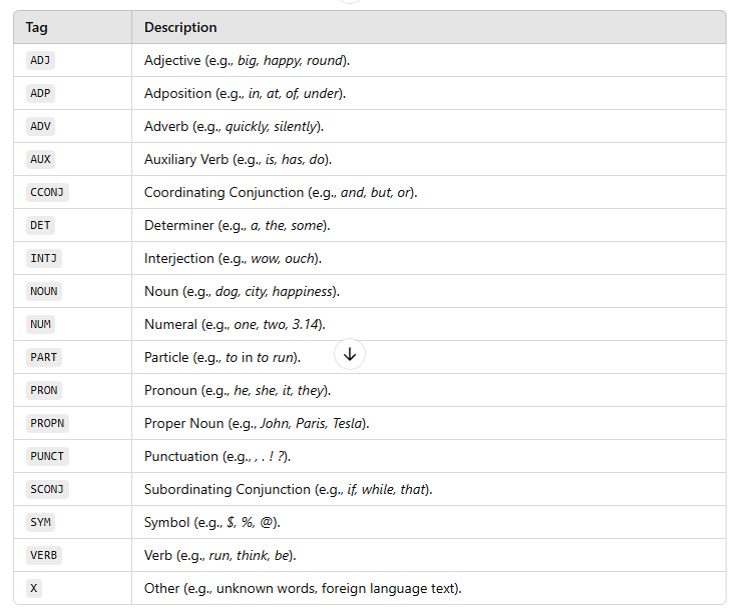 Tag Description
ADJ Adjective (e.g., big, happy, round).
ADP Adposition (e.g., in, at, of, under).
ADV Adverb (e.g., quickly, silently).
AUX Auxiliary Verb (e.g., is, has, do).
CCONJ Coordinating Conjunction (e.g., and, but, or).
DET Determiner (e.g., a, the, some).
INTJ Interjection (e.g., wow, ouch).
NOUN Noun (e.g., dog, city, happiness).
NUM Numeral (e.g., one, two, 3.14).
PART Particle (e.g., to in to run).
PRON Pronoun (e.g., he, she, it, they).
PROPN Proper Noun (e.g., John, Paris, Tesla).
PUNCT Punctuation (e.g., , . ! ?).
SCONJ Subordinating Conjunction (e.g., if, while, that).
SYM Symbol (e.g., $, %, @).
VERB Verb (e.g., run, think, be).
X Other (e.g., unknown words, foreign language text).